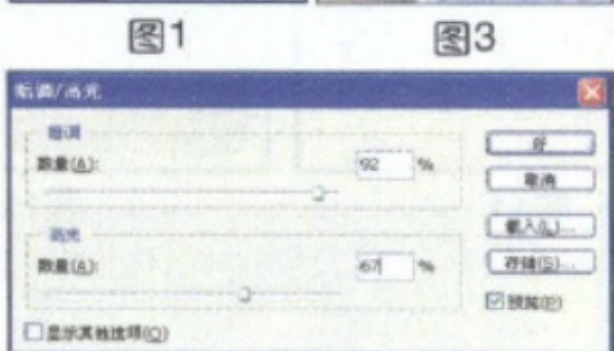 图1
图3
暗调/高光
暗调
数量(A): 92 %
高光
数量(A): 67 %
显示其他选项(O)
好
取消
载入(L)...
存储(S)...
预览(P)